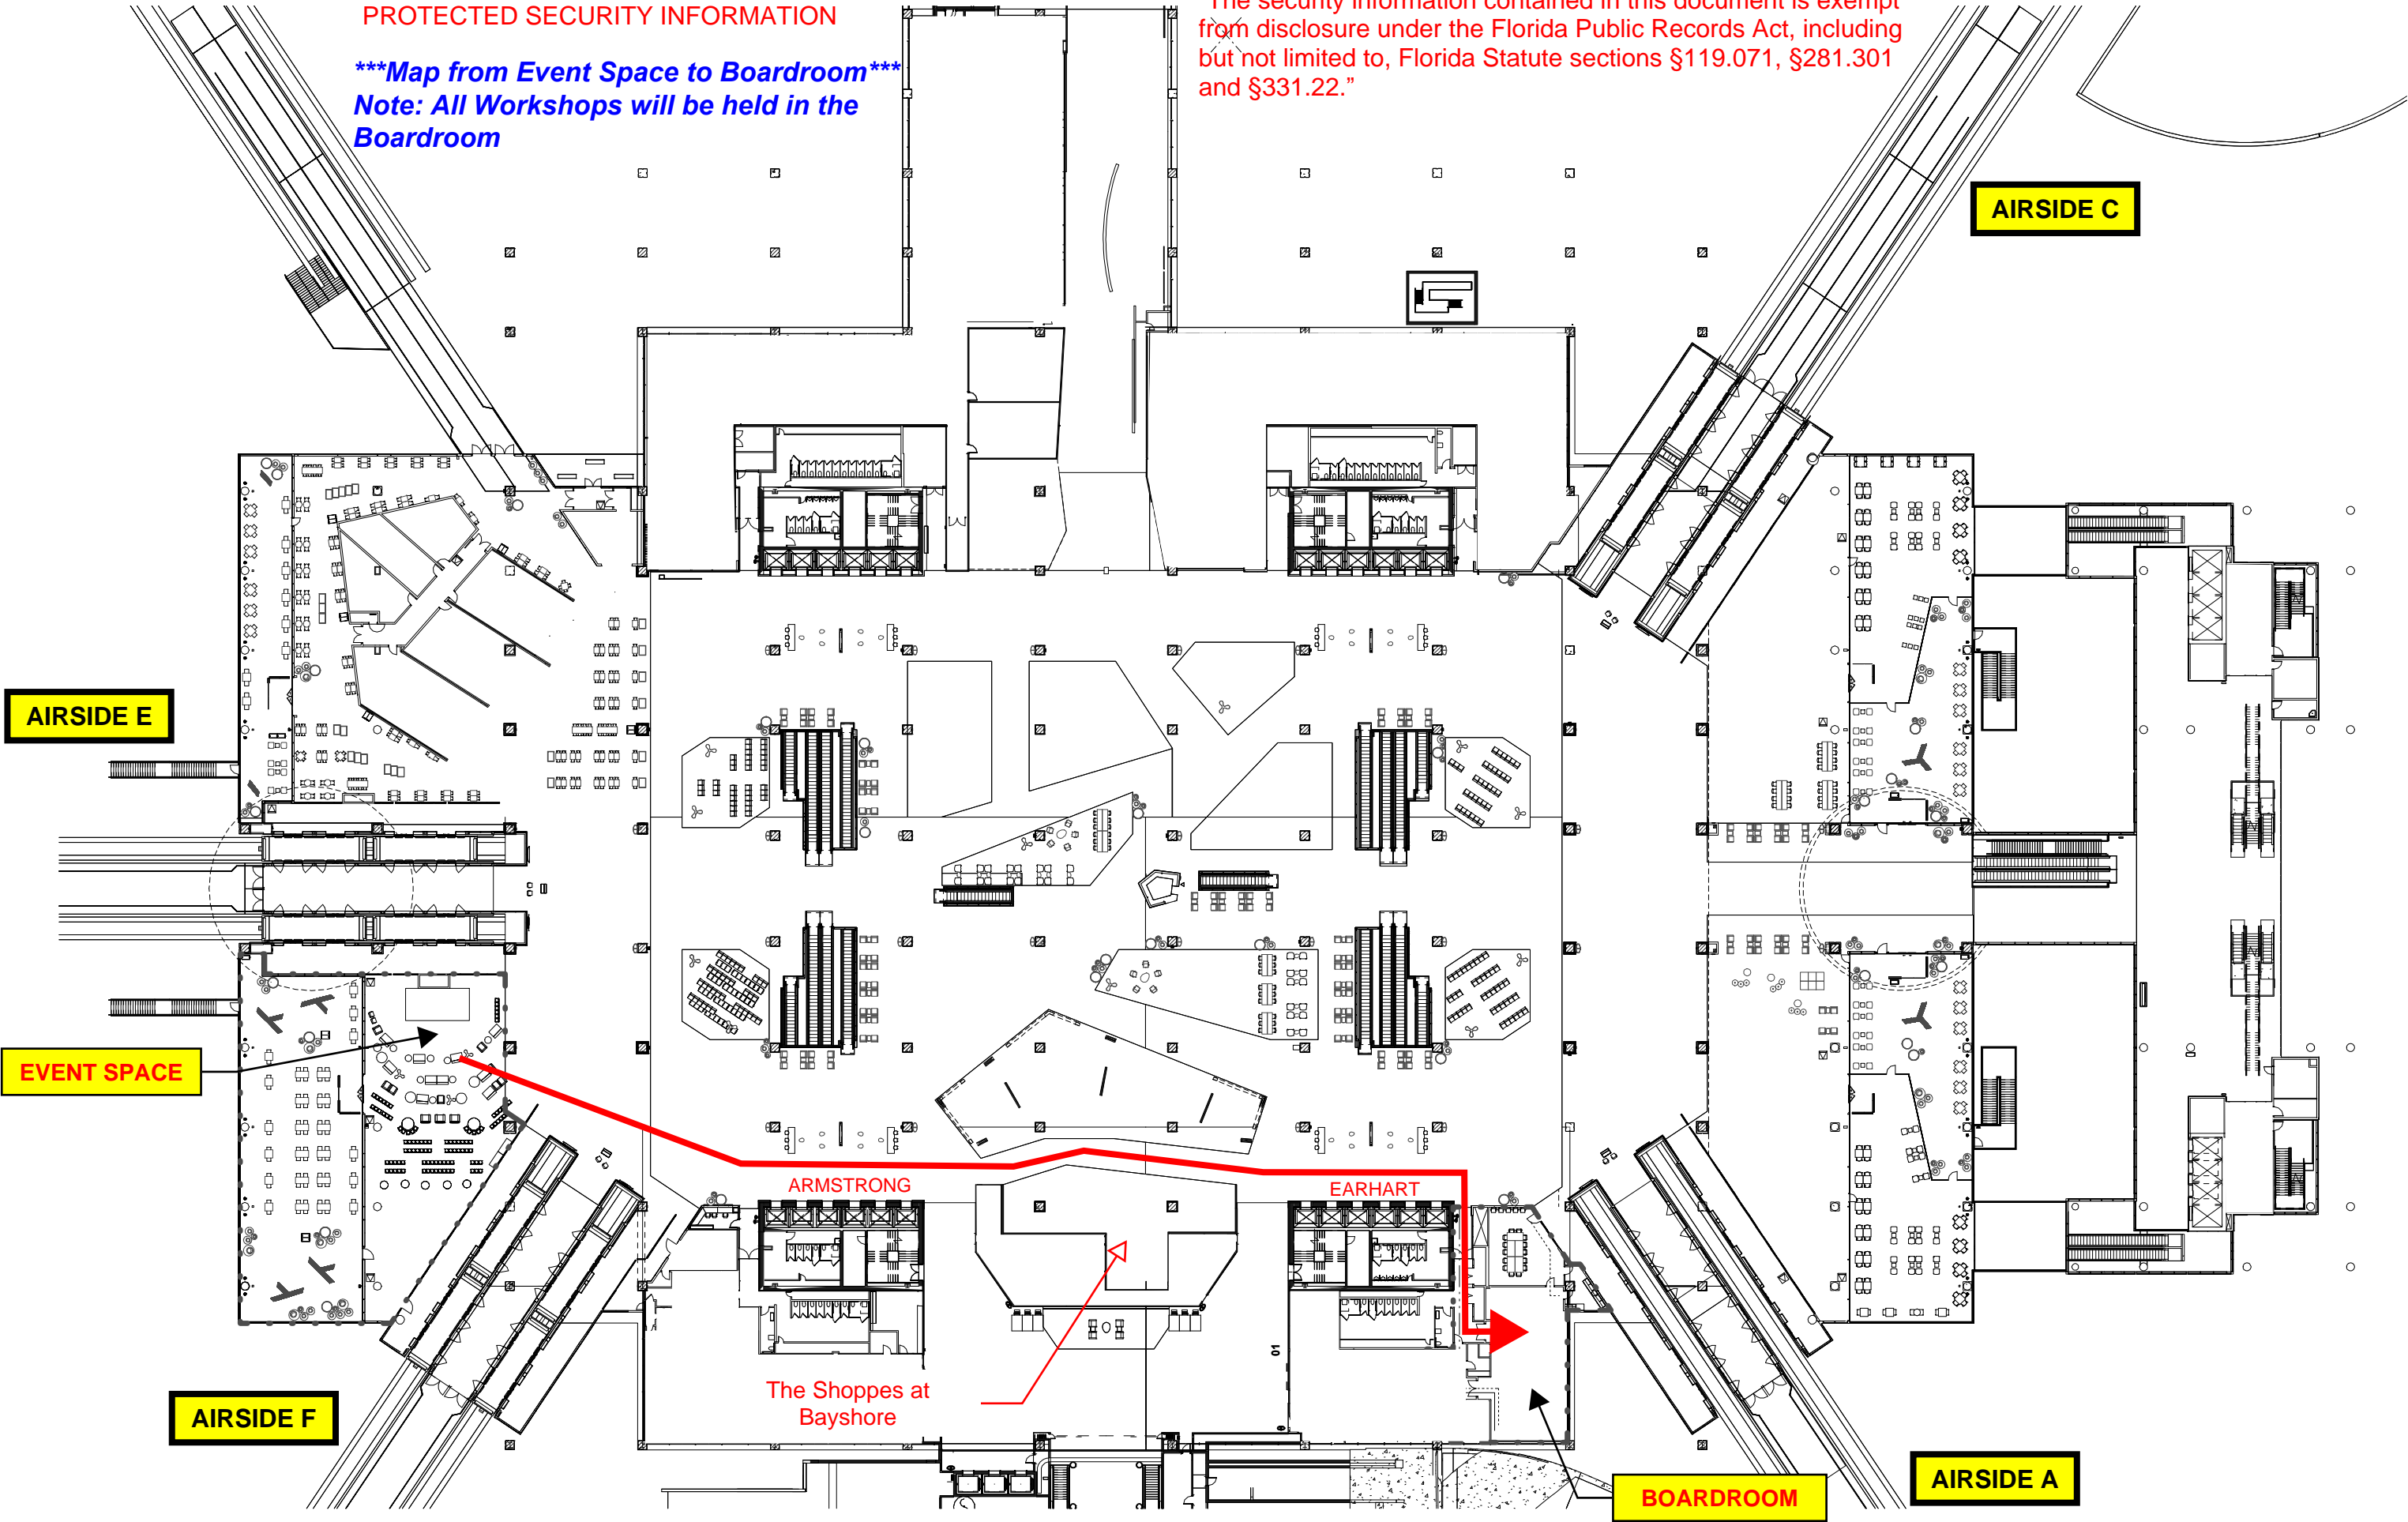 PROTECTED SECURITY INFORMATION
***Map from Event Space to Boardroom***
Note: All Workshops will be held in the
Boardroom
The security information contained in this document is exempt
from disclosure under the Florida Public Records Act, including
but not limited to, Florida Statute sections §119.071, §281.301
and §331.22.”
AIRSIDE C
AIRSIDE E
EVENT SPACE
ARMSTRONG
EARHART
01
The Shoppes at
Bayshore
AIRSIDE F
AIRSIDE A
BOARDROOM